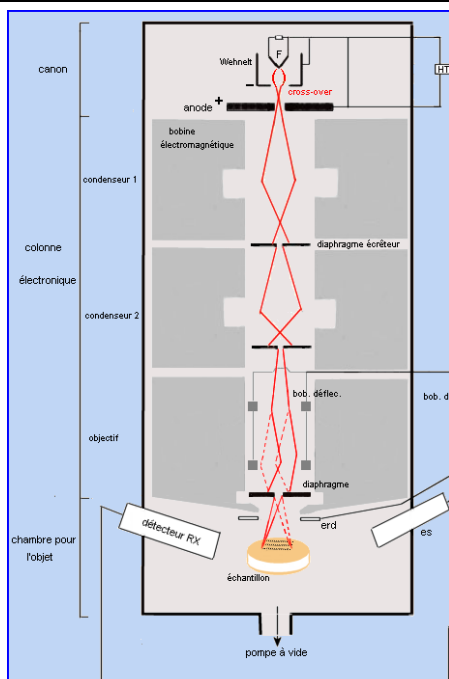 canon
F
Wehnelt
HT
cross-over
anode
+
bobine
électromagnétique
condenseur 1
diaphragme écrêteur
colonne
électronique
condenseur 2
bob. déflec.
bob. d
objectif
diaphragme
chambre pour
l'objet
détecteur RX
erd
es
échantillon
pompe à vide